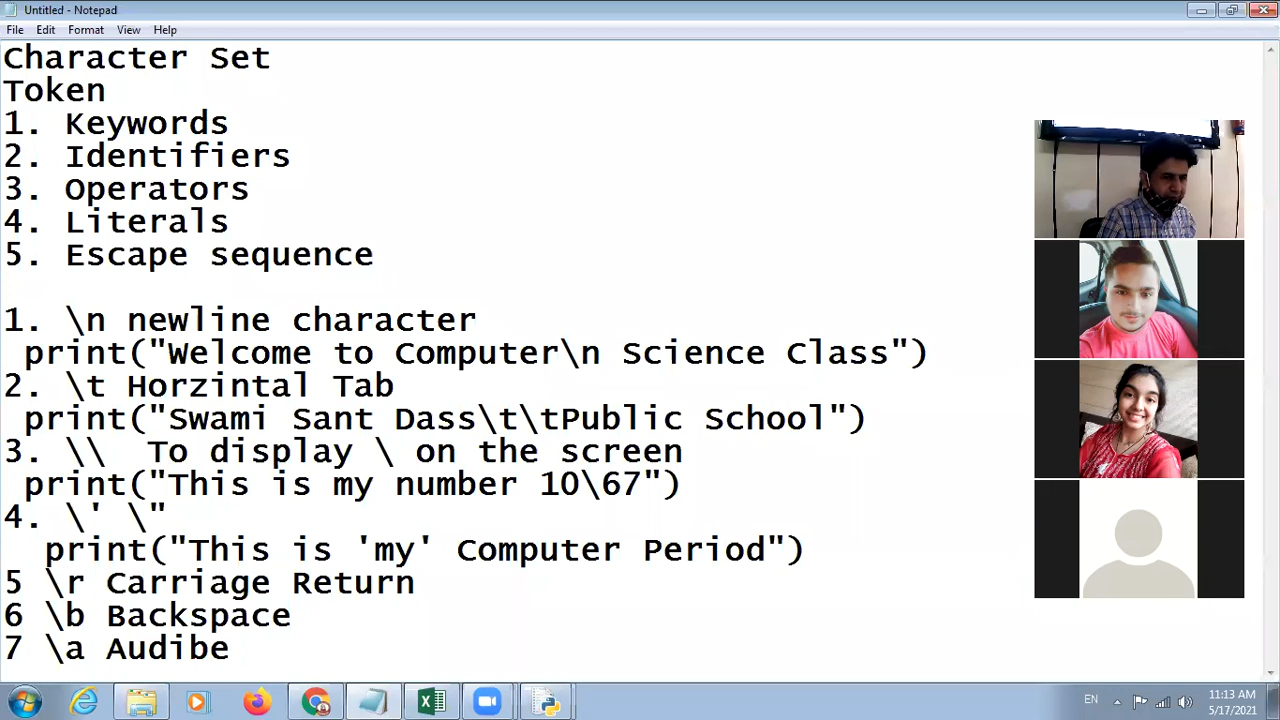 Untitled - Notepad
File Edit Format View Help
Character Set
Token
1. Keywords
2. Identifiers
3. Operators
4. Literals
5. Escape sequence
1. \n newline character
print("Welcome to Computer\n Science Class")
2. \t Horzintal Tab
print("Swami Sant Dass\t\tPublic School")
3. \\ To display \ on the screen
print("This is my number 10\67")
4. \' \"
print("This is 'my' Computer Period")
5 \r Carriage Return
6 \b Backspace
7 \a Audibe
EN
11:13 AM
5/17/2021